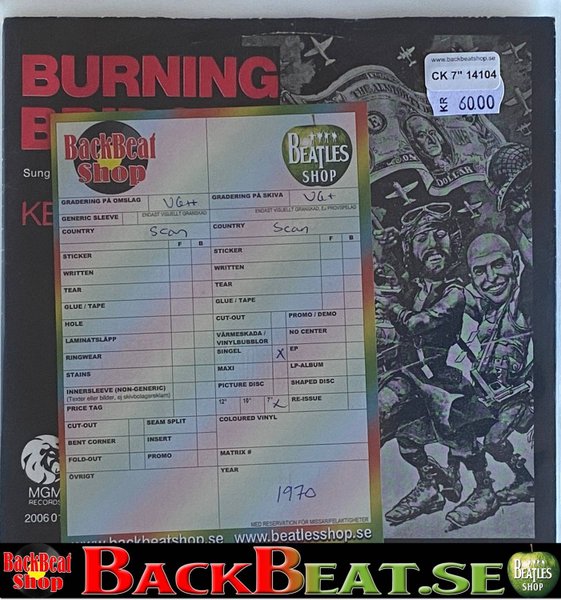 BURNING
www.backbeatshop.se
CK 7" 14104
KR 60.00
THE ALMIGHTY
ONE DOLLAR
Sung
KE
BackBeat
Shop
BEATLES
SHOP
GRADERING PÅ OMSLAG VG++ GRADERING PÅ SKIVA VG+
GENERIC SLEEVE ENDAST VISUELLT GRANSKAD ENDAST VISUELLT GRANSKAD, EJ PROVSPELAD
COUNTRY Scan COUNTRY Scan
F B F B
STICKER STICKER
WRITTEN WRITTEN
TEAR TEAR
GLUE / TAPE GLUE / TAPE
HOLE CUT-OUT PROMO / DEMO
LAMINATSLÄPP VÄRMESKADA / VINYLBUBBLOR NO CENTER
RINGWEAR SINGEL X EP
STAINS MAXI LP-ALBUM
INNERSLEEVE (NON-GENERIC) PICTURE DISC SHAPED DISC
(Texter eller bilder, ej skivbolagsreklam)
PRICE TAG 12" 10" 7" RE-ISSUE
CUT-OUT SEAM SPLIT COLOURED VINYL
BENT CORNER INSERT
FOLD-OUT PROMO MATRIX #
ÖVRIGT YEAR
1970
MED RESERVATION FÖR MISSAR/FELAKTIGHETER
www.backbeatshop.se www.beatlesshop.se
MGM
RECORDS
2006 0
BackBeat
Shop
BACKBEAT.SE
BEATLES
SHOP